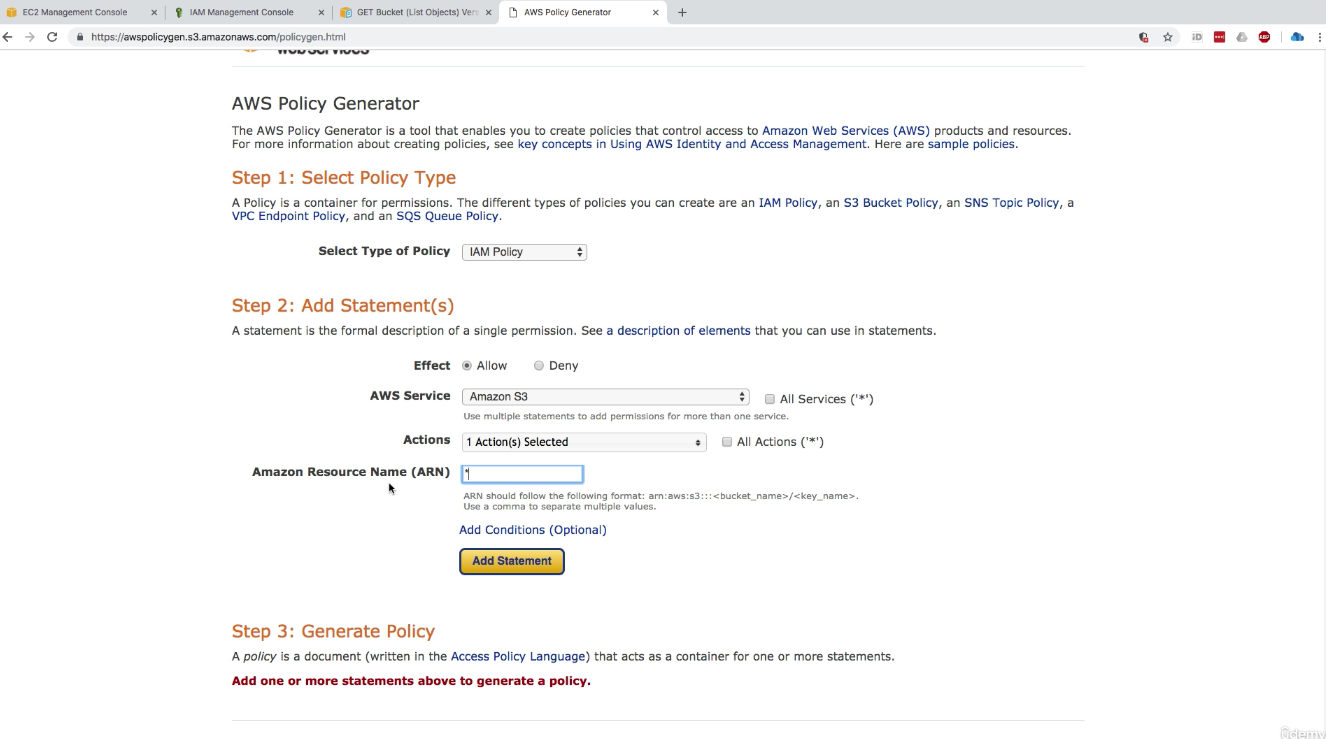 EC2 Management Console
IAM Management Console
GET Bucket (List Objects) Vers
AWS Policy Generator
https://awspolicygen.s3.amazonaws.com/policygen.html
web services
AWS Policy Generator
The AWS Policy Generator is a tool that enables you to create policies that control access to Amazon Web Services (AWS) products and resources.
For more information about creating policies, see key concepts in Using AWS Identity and Access Management. Here are sample policies.
Step 1: Select Policy Type
A Policy is a container for permissions. The different types of policies you can create are an IAM Policy, an S3 Bucket Policy, an SNS Topic Policy, a
VPC Endpoint Policy, and an SQS Queue Policy.
Select Type of Policy IAM Policy
Step 2: Add Statement(s)
A statement is the formal description of a single permission. See a description of elements that you can use in statements.
Effect Allow Deny
AWS Service Amazon S3 All Services ('*')
Use multiple statements to add permissions for more than one service.
Actions 1 Action(s) Selected All Actions ('*')
Amazon Resource Name (ARN) *
ARN should follow the following format: arn:aws:s3:::<bucket_name>/<key_name>.
Use a comma to separate multiple values.
Add Conditions (Optional)
Add Statement
Step 3: Generate Policy
A policy is a document (written in the Access Policy Language) that acts as a container for one or more statements.
Add one or more statements above to generate a policy.
ûdemy